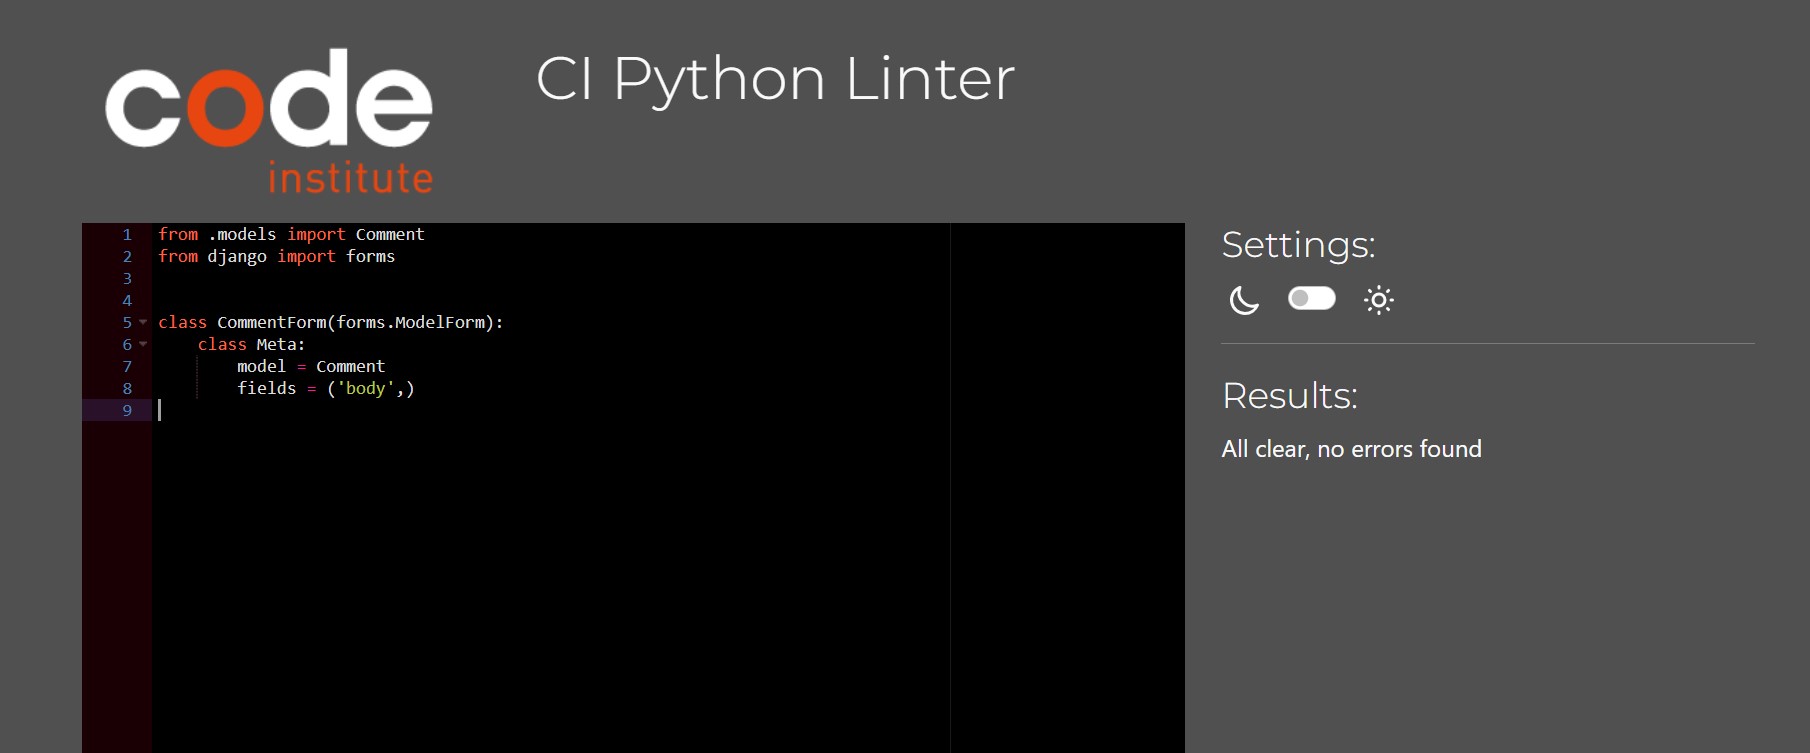 code
institute
CI Python Linter
1 from .models import Comment
2 from django import forms
3
4
5 class CommentForm(forms.ModelForm):
6     class Meta:
7         model = Comment
8         fields = ('body',)
9
Settings:
Results:
All clear, no errors found